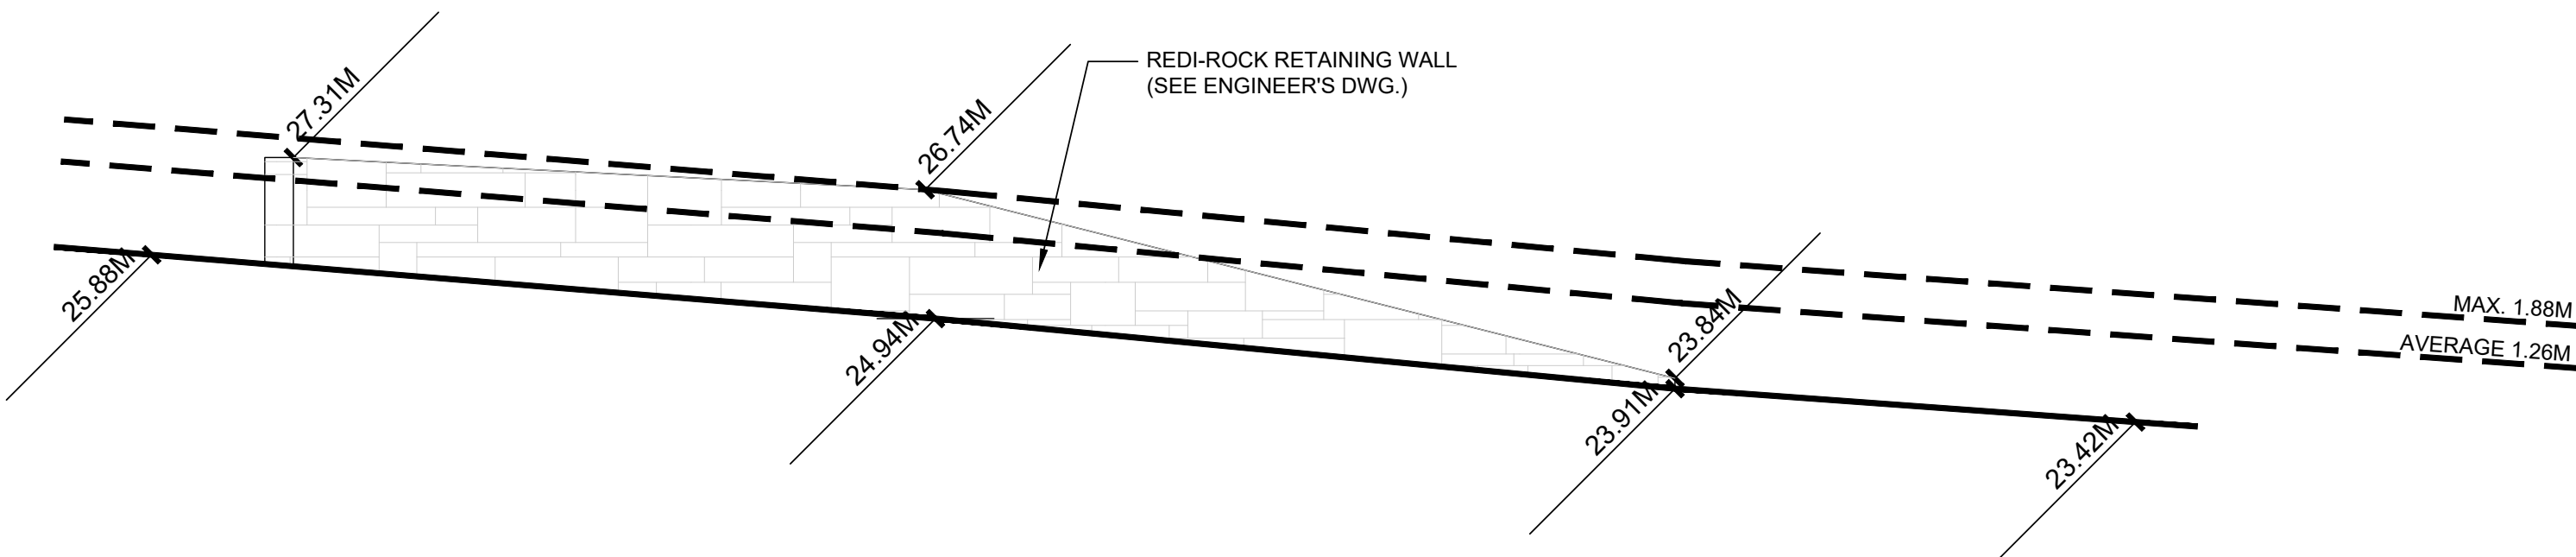 REDI-ROCK RETAINING WALL
(SEE ENGINEER'S DWG.)
27.31M
26.74M
25.88M
24.94M
23.84M
23.91M
23.42M
MAX. 1.88M
AVERAGE 1.26M